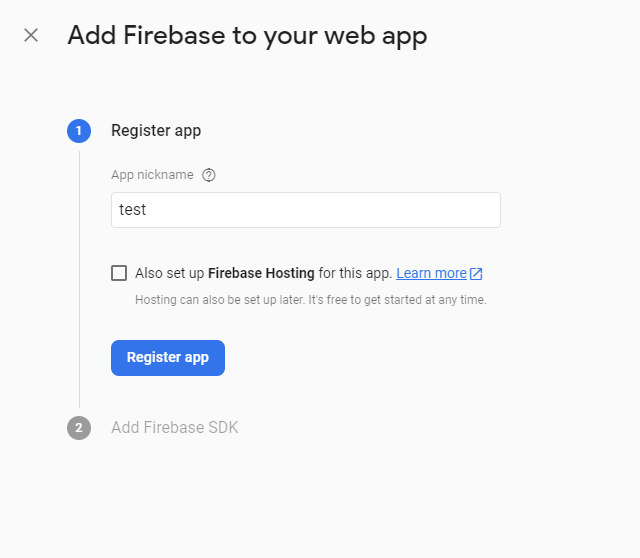 Add Firebase to your web app
1 Register app
App nickname ?
test
Also set up Firebase Hosting for this app. Learn more
Hosting can also be set up later. It's free to get started at any time.
Register app
2 Add Firebase SDK